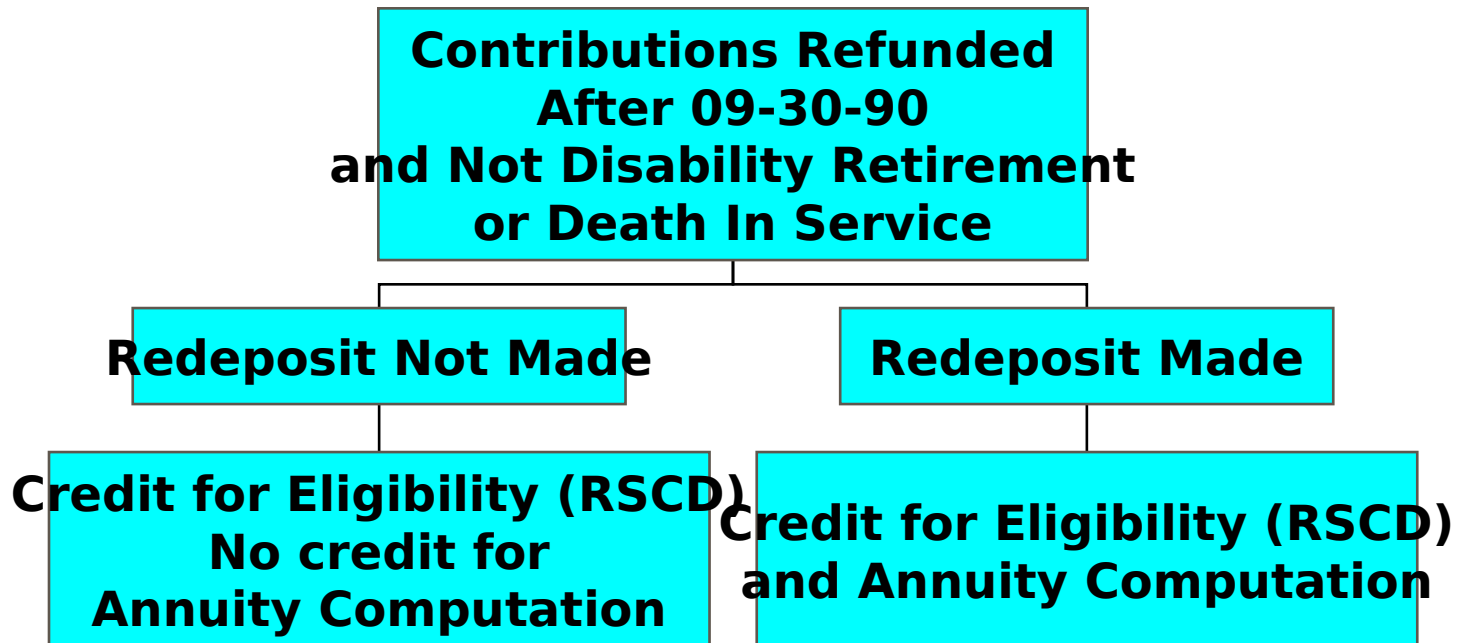 Contributions Refunded
After 09-30-90
and Not Disability Retirement
or Death In Service
Redeposit Not Made
Redeposit Made
Credit for Eligibility (RSCD)
No credit for
Annuity Computation
Credit for Eligibility (RSCD)
and Annuity Computation